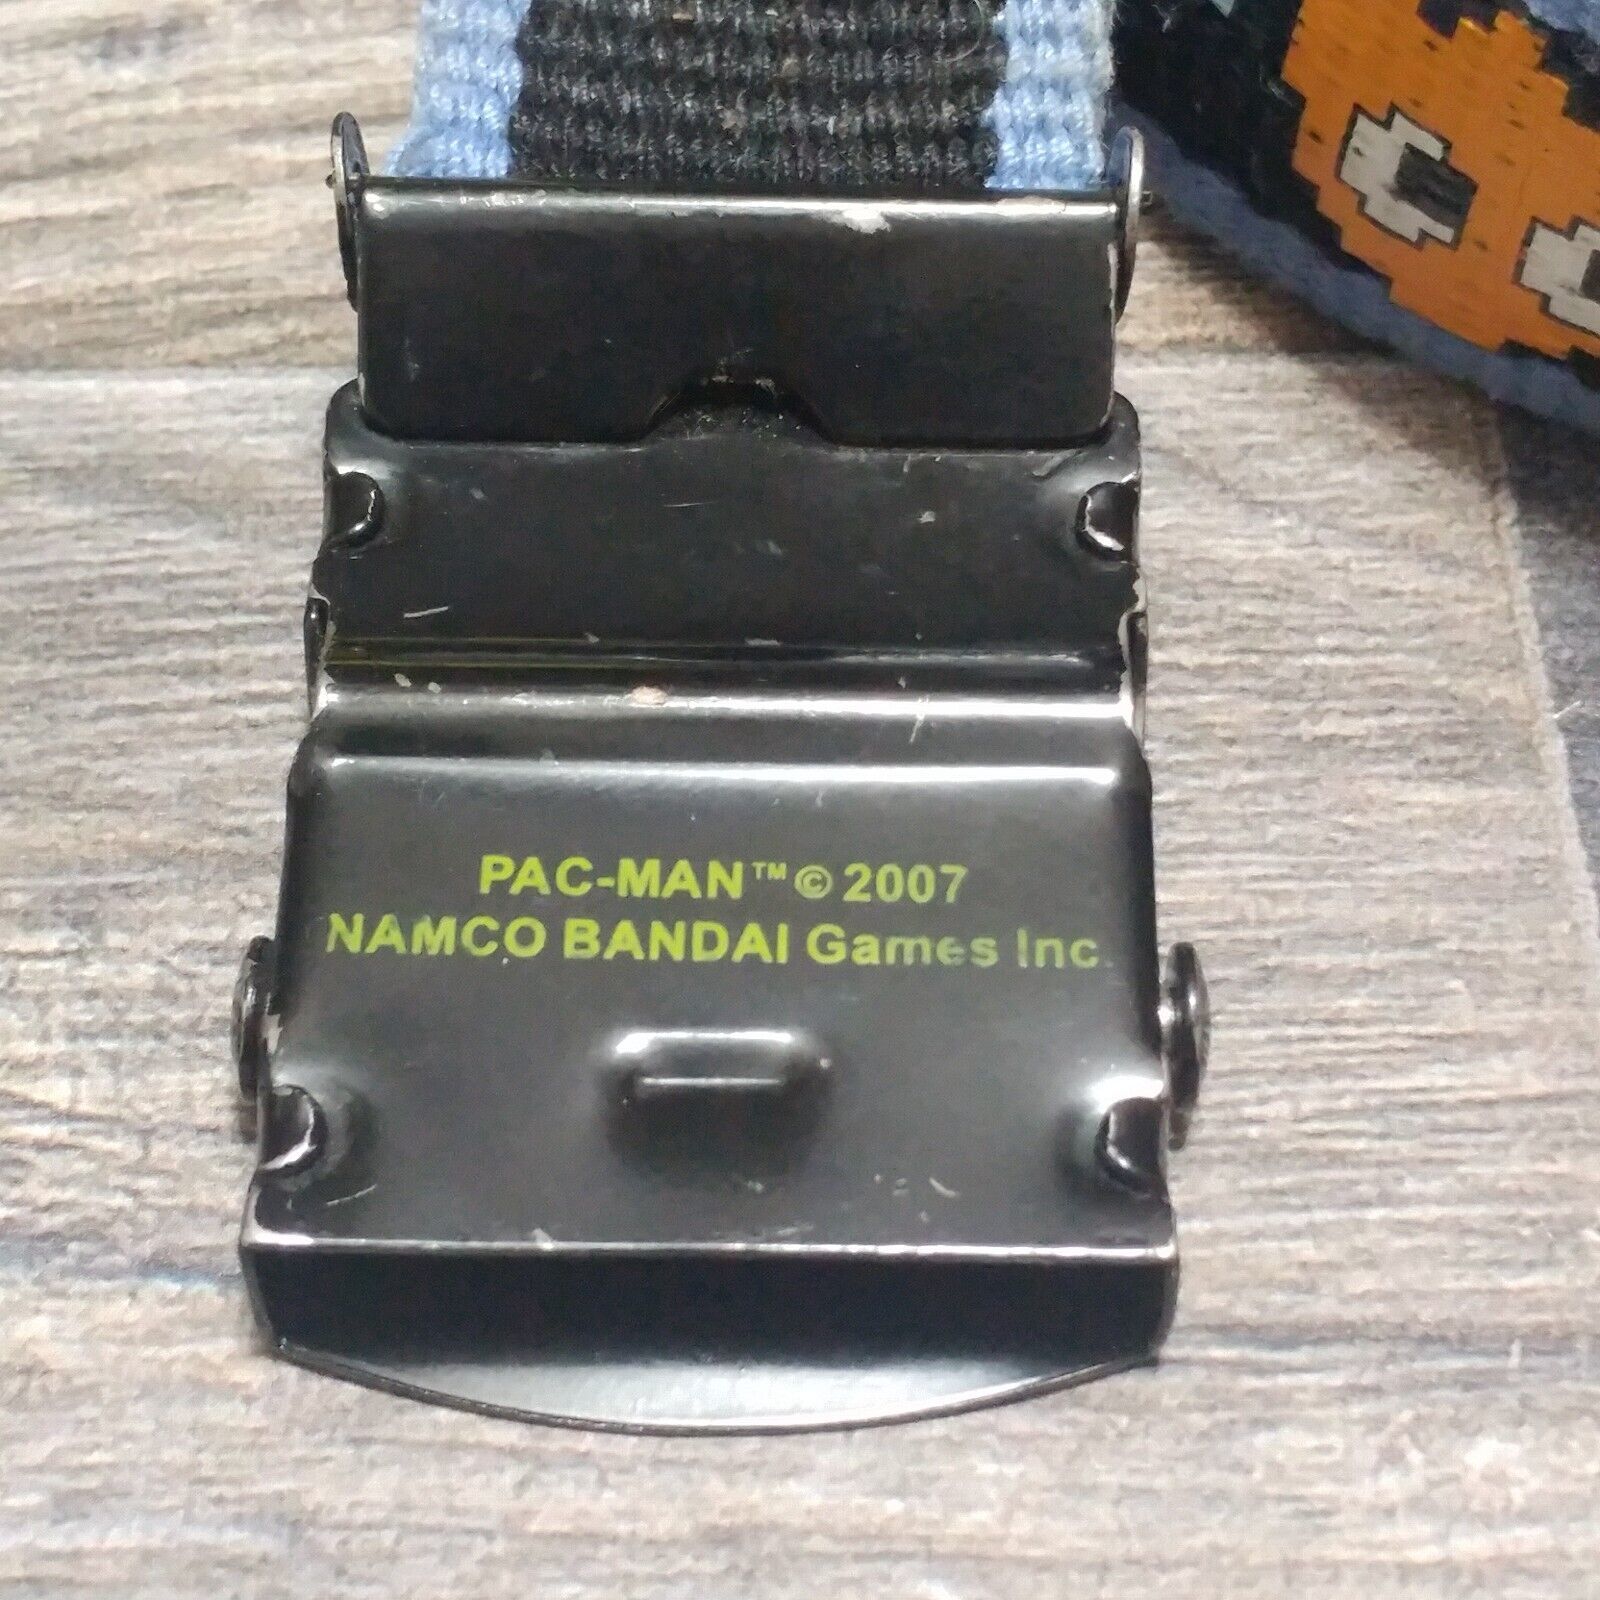 PAC-MAN™ © 2007
NAMCO BANDAI Games Inc.